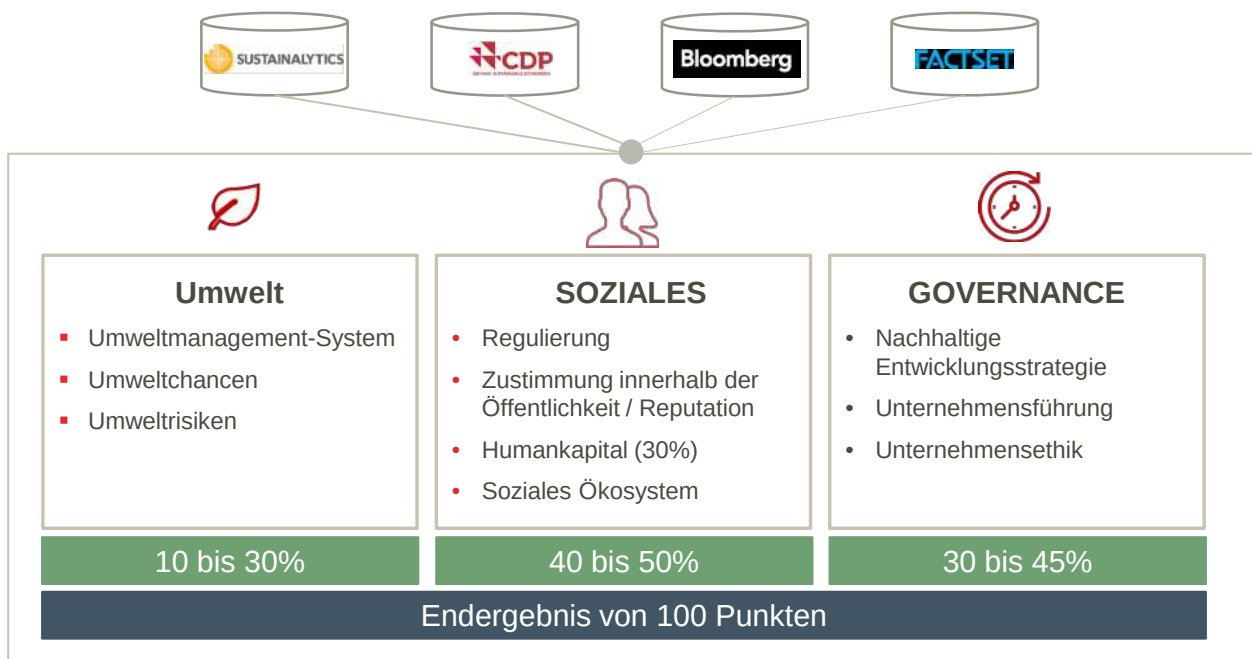 SUSTAINALYTICS
CDP
Bloomberg
FACTSET
Umwelt
Umweltmanagement-System
Umweltchancen
Umweltrisiken
SOZIALES
Regulierung
Zustimmung innerhalb der
Öffentlichkeit / Reputation
Humankapital (30%)
Soziales Ökosystem
GOVERNANCE
Nachhaltige
Entwicklungsstrategie
Unternehmensführung
Unternehmensethik
10 bis 30%
40 bis 50%
30 bis 45%
Endergebnis von 100 Punkten